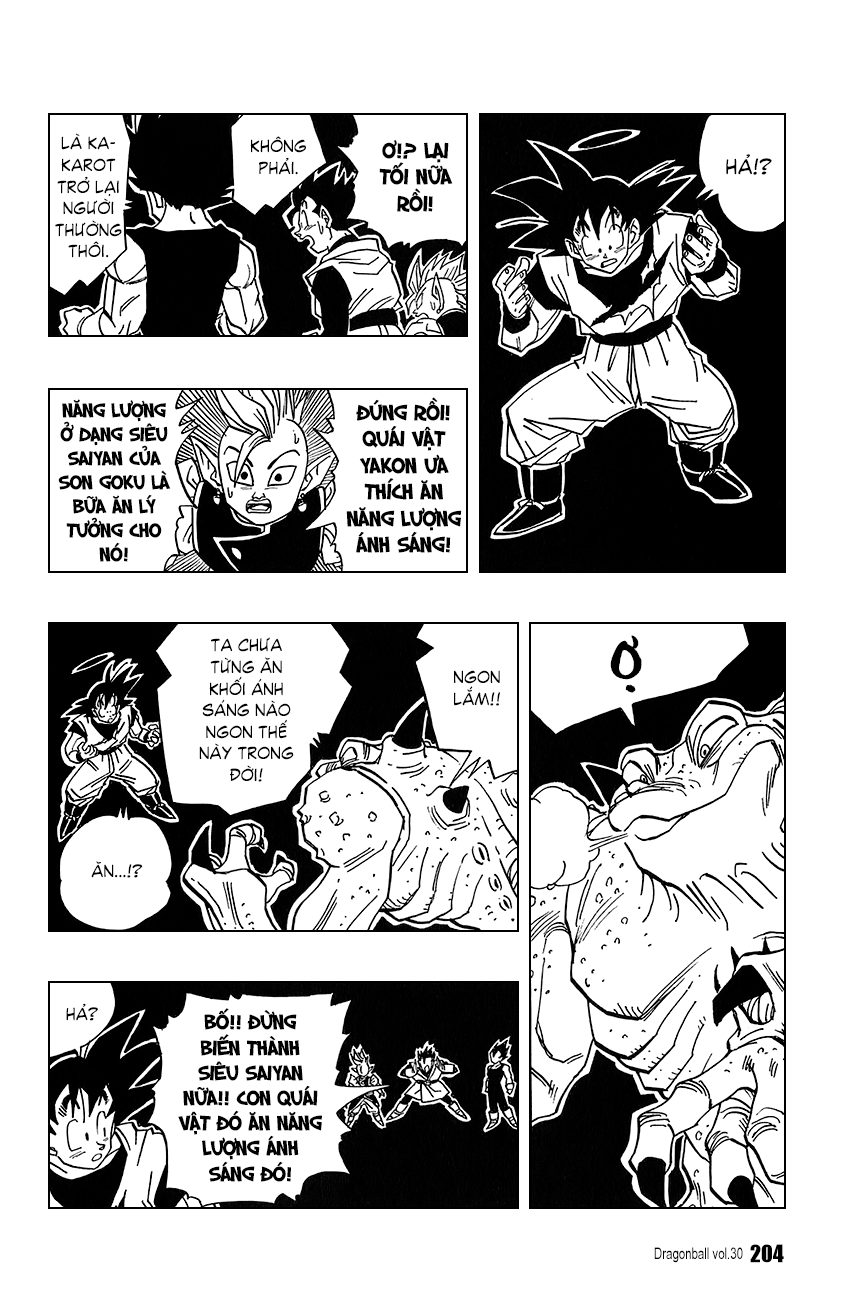 HẢ!?
Ơ!? LẠI
TỐI NỮA
RỒI!
KHÔNG
PHẢI.
LÀ KA-
KAROT
TRỞ LẠI
NGƯỜI
THƯỜNG
THÔI.
ĐÚNG RỒI!
QUÁI VẬT
YAKON ƯA
THÍCH ĂN
NĂNG LƯỢNG
ÁNH SÁNG!
NĂNG LƯỢNG
Ở DẠNG SIÊU
SAIYAN CỦA
SON GOKU LÀ
BỮA ĂN LÝ
TƯỞNG CHO
NÓ!
Ợ
NGON
LẮM!!
TA CHƯA
TỪNG ĂN
KHỐI ÁNH
SÁNG NÀO
NGON THẾ
NÀY TRONG
ĐỜI!
ĂN...!?
BỐ!! ĐỪNG
BIẾN THÀNH
SIÊU SAIYAN
NỮA!! CON QUÁI
VẬT ĐÓ ĂN NĂNG
LƯỢNG ÁNH
SÁNG ĐÓ!
HẢ?
Dragonball vol.30 204